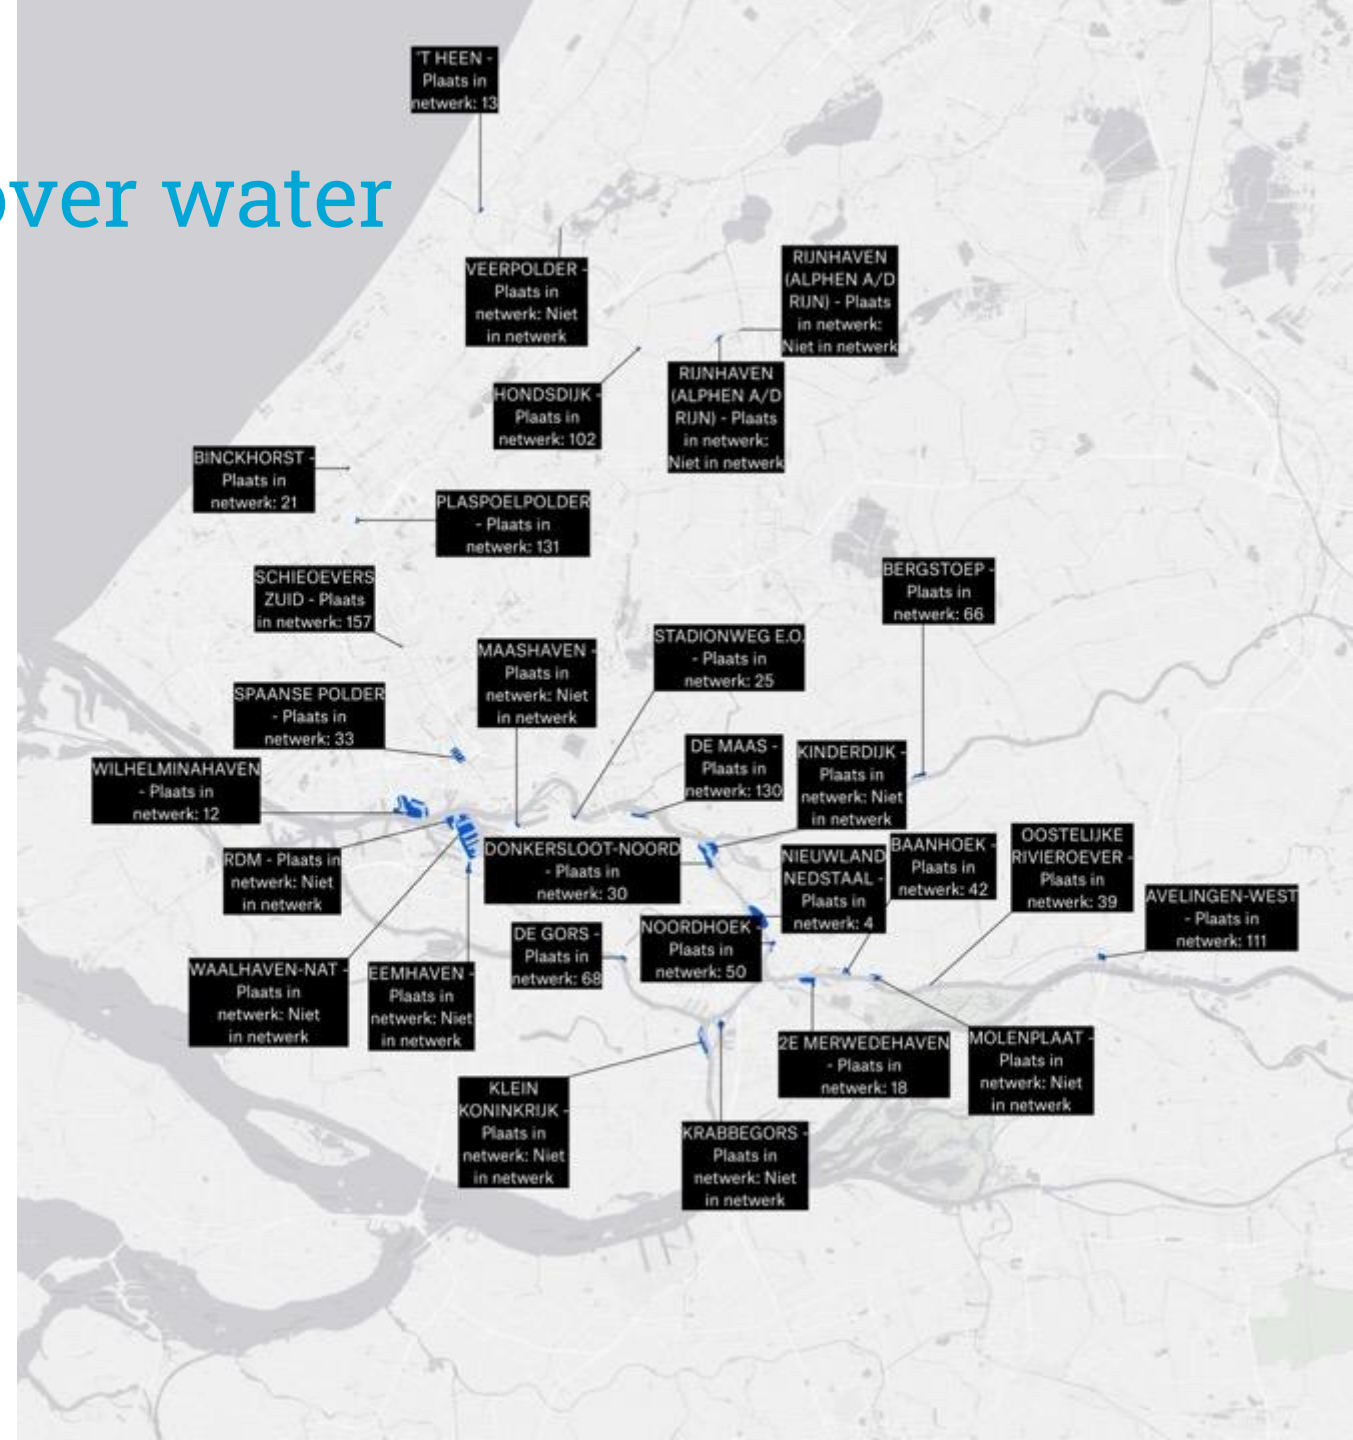 'T HEEN -
Plaats in
netwerk: 13
over water
VEERPOLDER -
Plaats in
netwerk: Niet
in netwerk
RIJNHAVEN
(ALPHEN A/D
RIJN) - Plaats
in netwerk:
Niet in netwerk
RIJNHAVEN
(ALPHEN A/D
RIJN) - Plaats
in netwerk:
Niet in netwerk
HONDSDIJK -
Plaats in
netwerk: 102
BINCKHORST -
Plaats in
netwerk: 21
PLASPOELPOLDER
- Plaats in
netwerk: 131
SCHIEOEVERS
ZUID - Plaats
in netwerk: 157
BERGSTOEP -
Plaats in
netwerk: 66
MAASHAVEN -
Plaats in
netwerk: Niet
in netwerk
STADIONWEG E.O.
- Plaats in
netwerk: 25
SPAANSE POLDER
- Plaats in
netwerk: 33
DE MAAS -
Plaats in
netwerk: 130
KINDERDIJK -
Plaats in
netwerk: Niet
in netwerk
WILHELMINAHAVEN
- Plaats in
netwerk: 12
RDM - Plaats in
netwerk: Niet
in netwerk
DONKERSLOOT-NOORD
- Plaats in
netwerk: 30
NIEUWLAND
NEDSTAAL -
Plaats in
netwerk: 4
BAANHOEK -
Plaats in
netwerk: 42
OOSTELIJKE
RIVIEROEVER -
Plaats in
netwerk: 39
AVELINGEN-WEST
- Plaats in
netwerk: 111
DE GORS -
Plaats in
netwerk: 68
NOORDHOEK -
Plaats in
netwerk: 50
WAALHAVEN-NAT -
Plaats in
netwerk: Niet
in netwerk
EEMHAVEN -
Plaats in
netwerk: Niet
in netwerk
2E MERWEDEHAVEN
- Plaats in
netwerk: 18
MOLENPLAAT -
Plaats in
netwerk: Niet
in netwerk
KLEIN
KONINKRIJK -
Plaats in
netwerk: Niet
in netwerk
KRABBEGORS -
Plaats in
netwerk: Niet
in netwerk